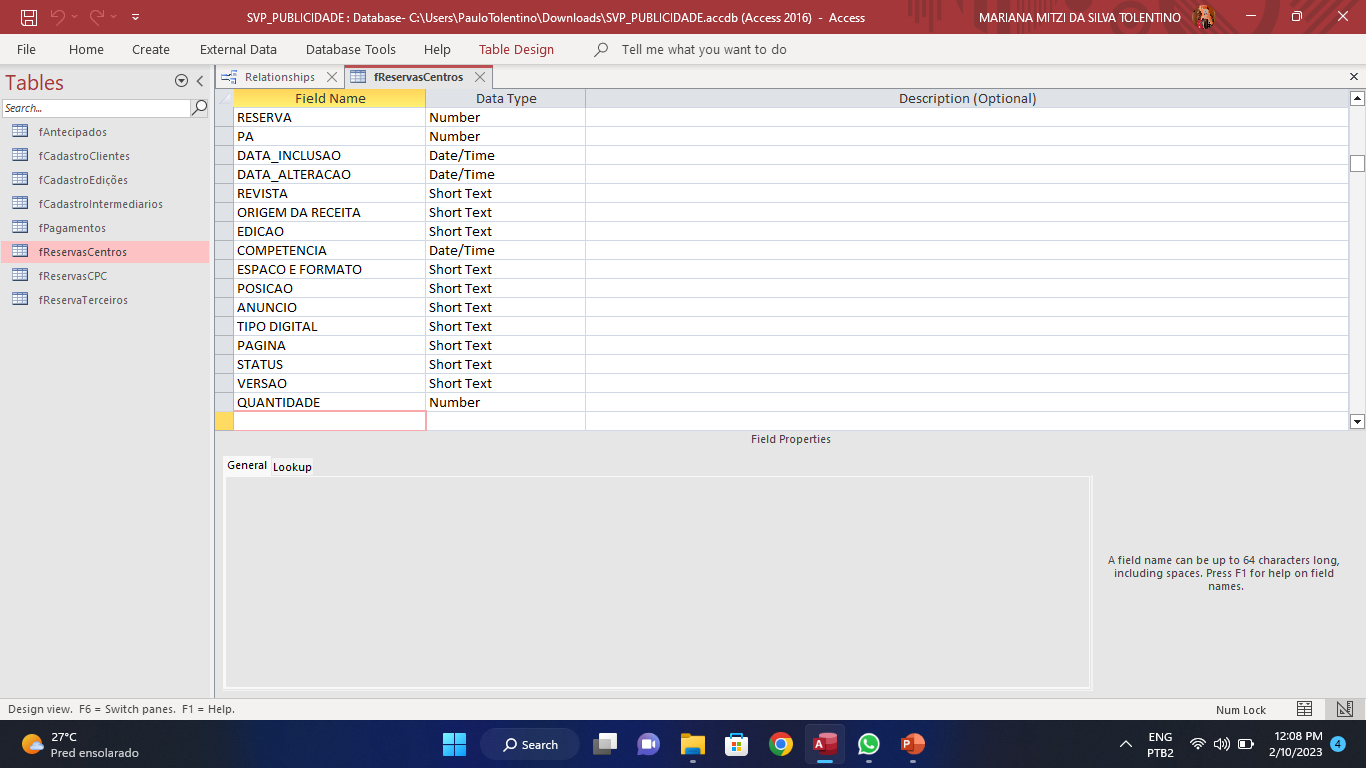 SVP_PUBLICIDADE : Database- C:\Users\PauloTolentino\Downloads\SVP_PUBLICIDADE.accdb (Access 2016) - Access
MARIANA MITZI DA SILVA TOLENTINO
File Home Create External Data Database Tools Help Table Design Tell me what you want to do
Tables
Search...
fAntecipados
fCadastroClientes
fCadastroEdições
fCadastroIntermediarios
fPagamentos
fReservasCentros
fReservasCPC
fReservaTerceiros
Relationships fReservasCentros
Field Name Data Type Description (Optional)
RESERVA Number
PA Number
DATA_INCLUSAO Date/Time
DATA_ALTERACAO Date/Time
REVISTA Short Text
ORIGEM DA RECEITA Short Text
EDICAO Short Text
COMPETENCIA Date/Time
ESPACO E FORMATO Short Text
POSICAO Short Text
ANUNCIO Short Text
TIPO DIGITAL Short Text
PAGINA Short Text
STATUS Short Text
VERSAO Short Text
QUANTIDADE Number
Field Properties
General Lookup
A field name can be up to 64 characters long,
including spaces. Press F1 for help on field
names.
Design view. F6 = Switch panes. F1 = Help.
Num Lock
27°C
Pred ensolarado
Search
ENG
PTB2
12:08 PM
2/10/2023
4